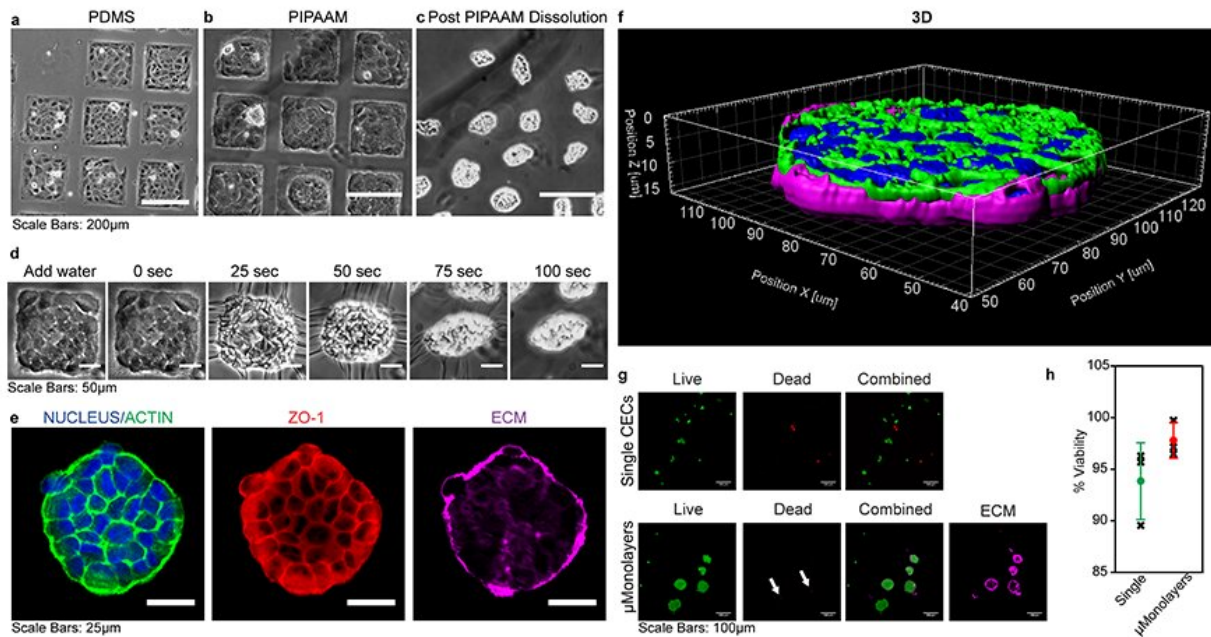 a PDMS
b PIPAAM
c Post PIPAAM Dissolution
Scale Bars: 200µm
d
Add water 0 sec 25 sec 50 sec 75 sec 100 sec
Scale Bars: 50µm
e NUCLEUS/ACTIN ZO-1 ECM
Scale Bars: 25µm
f 3D
Position Z [µm]
0
5
10
15
110 100 90 80 70 60 50 40
Position X [µm]
50 60 70 80 90 100 110 120
Position Y [µm]
g
Live Dead Combined
Single CECs
Live Dead Combined ECM
µMonolayers
Scale Bars: 100µm
h
% Viability
105
100
95
90
85
Single
µMonolayers